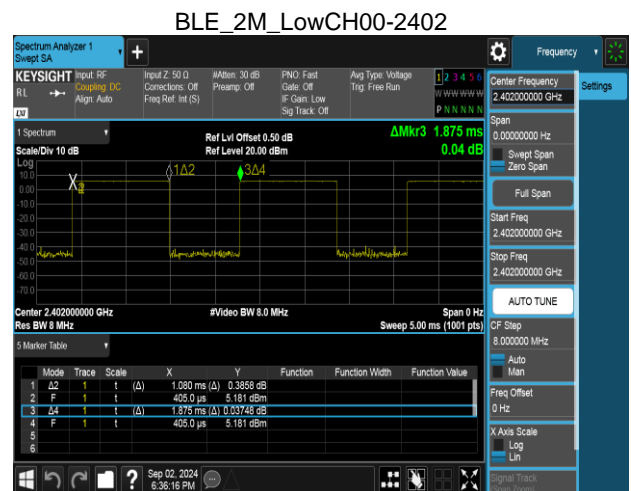 BLE_2M_LowCH00-2402
Spectrum Analyzer 1
Swept SA
Frequency
KEYSIGHT
RL
LXI
Input: RF
Coupling: DC
Align: Auto
Input Z: 50 Ω
Corrections: Off
Freq Ref: Int (S)
#Atten: 30 dB
Preamp: Off
PNO: Fast
Gate: Off
IF Gain: Low
Sig Track: Off
Avg Type: Voltage
Trig: Free Run
1 2 3 4 5 6
W W W W W W
P N N N N N
1 Spectrum
Scale/Div 10 dB
Ref Lvl Offset 0.50 dB
Ref Level 20.00 dBm
ΔMkr3 1.875 ms
0.04 dB
Log
10.0
0.00
-10.0
-20.0
-30.0
-40.0
-50.0
-60.0
-70.0
1Δ2
3Δ4
X
Center 2.402000000 GHz
Res BW 8 MHz
#Video BW 8.0 MHz
Span 0 Hz
Sweep 5.00 ms (1001 pts)
5 Marker Table
Mode Trace Scale X Y Function Function Width Function Value
1 Δ2 1 t (Δ) 1.080 ms (Δ) 0.3858 dB
2 F 1 t 405.0 µs 5.181 dBm
3 Δ4 1 t (Δ) 1.875 ms (Δ) 0.03748 dB
4 F 1 t 405.0 µs 5.181 dBm
5
6
Sep 02, 2024
6:36:16 PM
Center Frequency
2.402000000 GHz
Settings
Span
0.00000000 Hz
Swept Span
Zero Span
Full Span
Start Freq
2.402000000 GHz
Stop Freq
2.402000000 GHz
AUTO TUNE
CF Step
8.000000 MHz
Auto
Man
Freq Offset
0 Hz
X Axis Scale
Log
Lin
Signal Track
(Span Zoom)